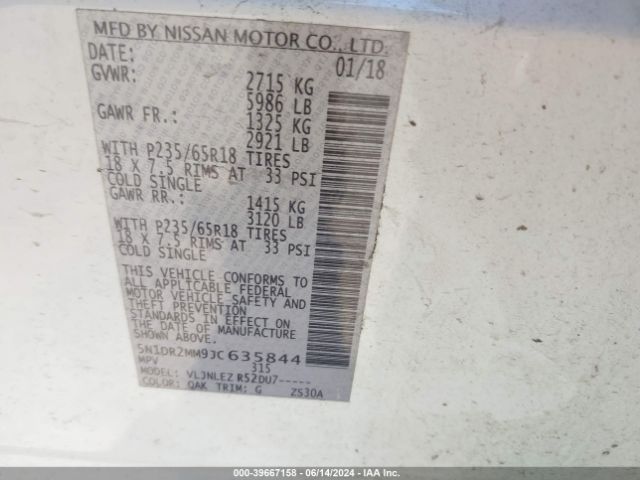 MFD BY NISSAN MOTOR CO., LTD.
DATE: 01/18
GVWR: 2715 KG
5986 LB
GAWR FR.: 1325 KG
2921 LB
WITH P235/65R18 TIRES
18 X 7.5 RIMS AT 33 PSI
COLD SINGLE
GAWR RR.: 1415 KG
3120 LB
WITH P235/65R18 TIRES
18 X 7.5 RIMS AT 33 PSI
COLD SINGLE
THIS VEHICLE CONFORMS TO
ALL APPLICABLE FEDERAL
MOTOR VEHICLE SAFETY AND
THEFT PREVENTION
STANDARDS IN EFFECT ON
THE DATE OF MANUFACTURE
SHOWN ABOVE.
5N1DR2MM9JC635844
MPV 315
MODEL: VLJNLEZ R52DU7-----
COLOR: QAK TRIM: G ZS30A
000-39667158 - 06/14/2024 - IAA Inc.